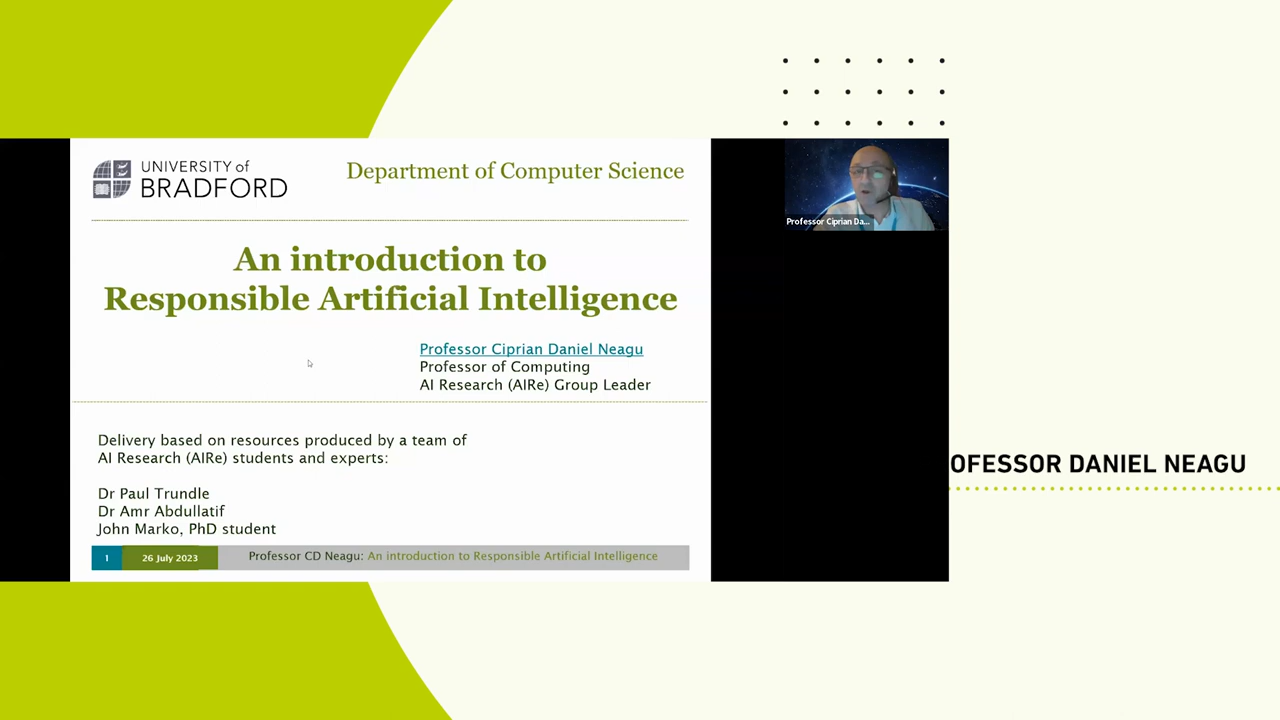 UNIVERSITY of
BRADFORD
Department of Computer Science
An introduction to
Responsible Artificial Intelligence
Professor Ciprian Daniel Neagu
Professor of Computing
AI Research (AIRe) Group Leader
Delivery based on resources produced by a team of
AI Research (AIRe) students and experts:
Dr Paul Trundle
Dr Amr Abdullatif
John Marko, PhD student
1
26 July 2023
Professor CD Neagu: An introduction to Responsible Artificial Intelligence
Professor Ciprian Da...
OFESSOR DANIEL NEAGU